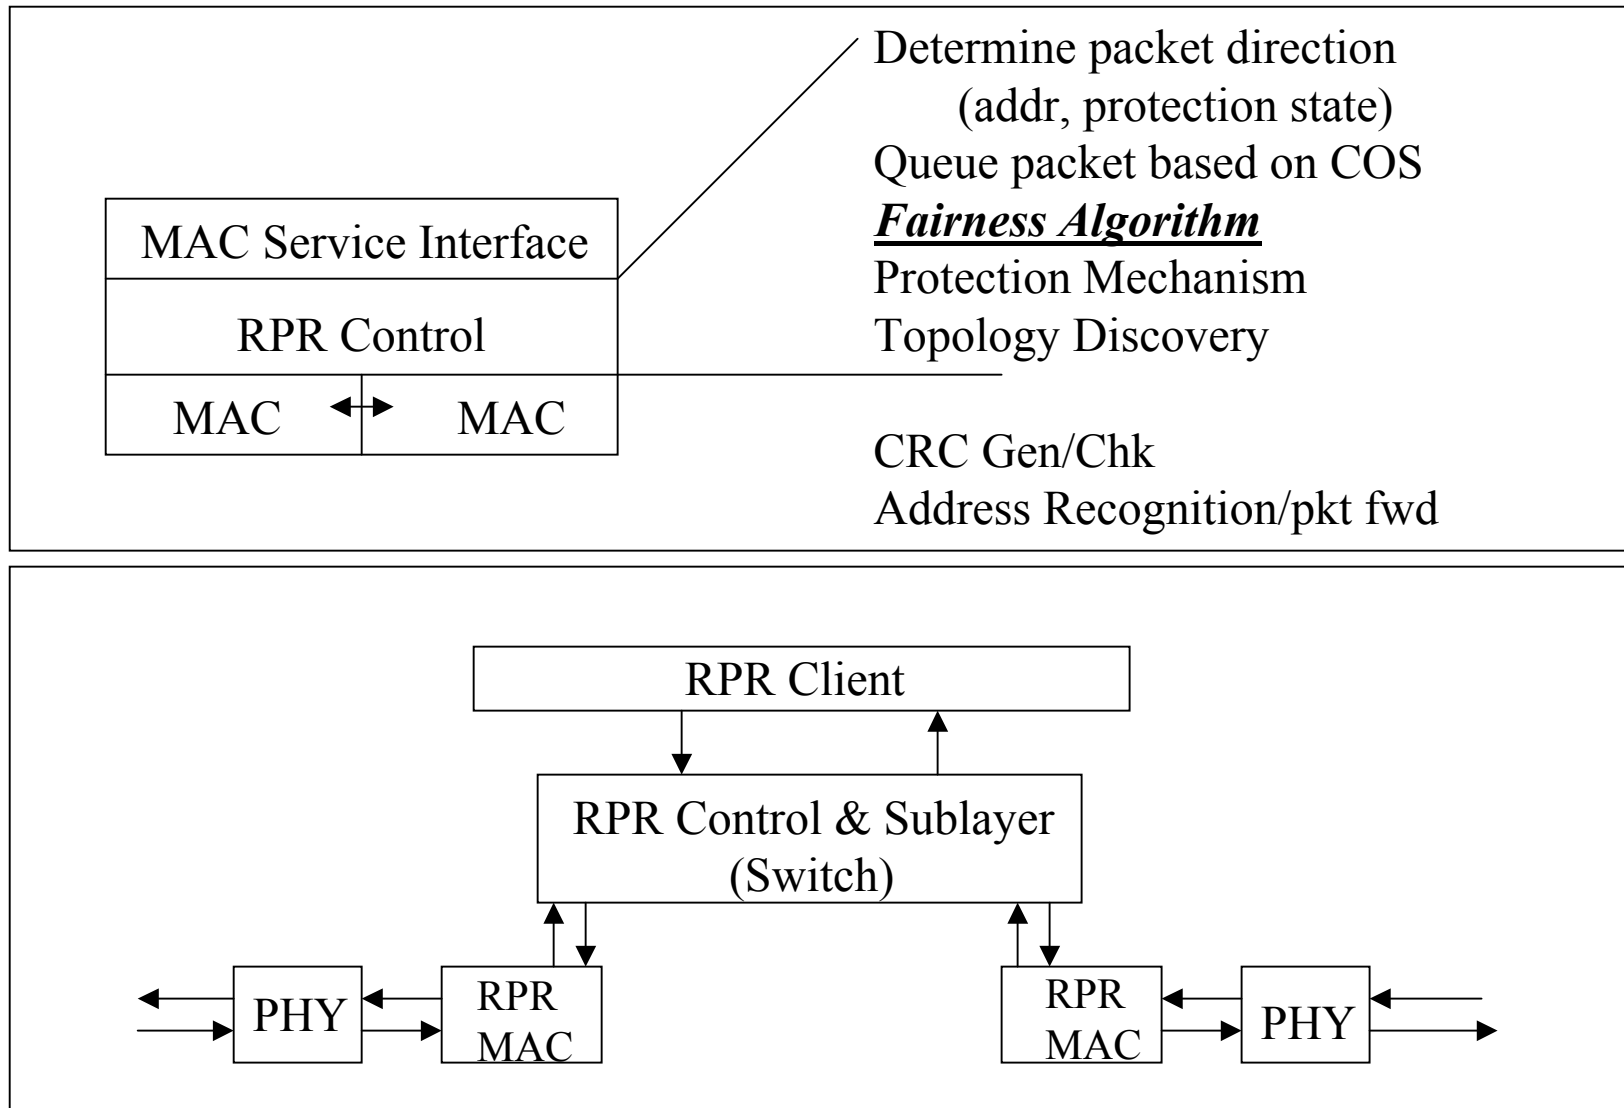 Determine packet direction
(addr, protection state)
Queue packet based on COS
Fairness Algorithm
Protection Mechanism
Topology Discovery
CRC Gen/Chk
Address Recognition/pkt fwd
MAC Service Interface
RPR Control
MAC MAC
RPR Client
RPR Control & Sublayer
(Switch)
PHY
RPR
MAC
RPR
MAC
PHY